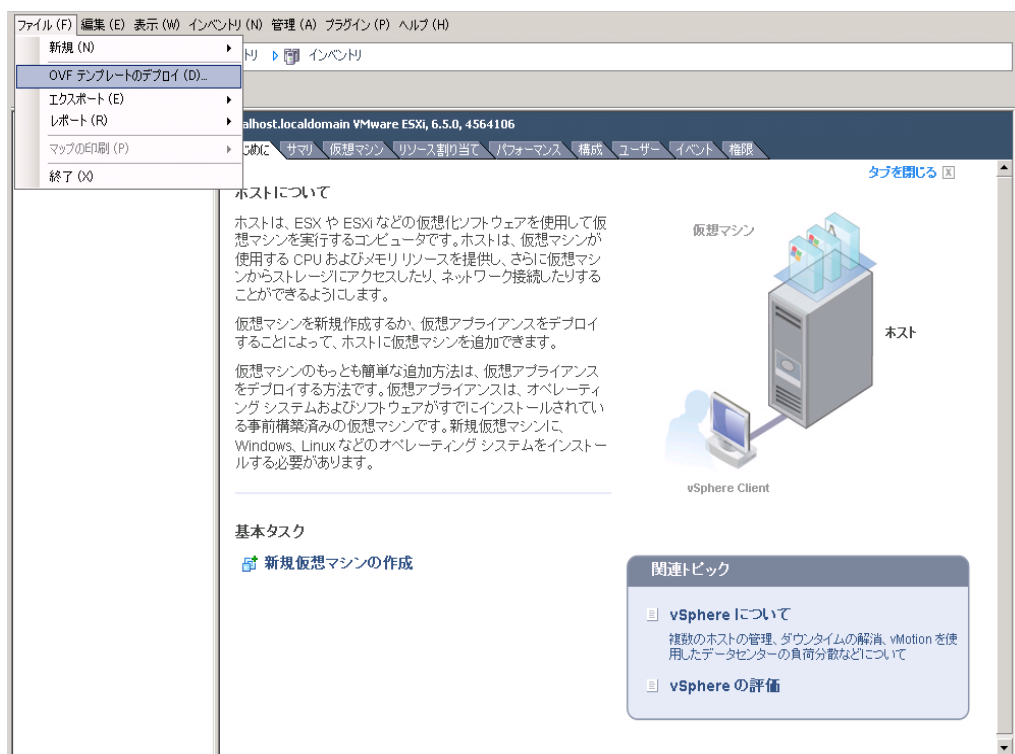 ファイル (F) 編集 (E) 表示 (W) インベントリ (N) 管理 (A) プラグイン (P) ヘルプ (H)
新規 (N)
トリ インベントリ
OVF テンプレートのデプロイ (D)...
エクスポート (E)
レポート (R)
マップの印刷 (P)
終了 (X)
alhost.localdomain VMware ESXi, 6.5.0, 4564106
じめに サマリ 仮想マシン リソース割り当て パフォーマンス 構成 ユーザー イベント 権限
タブを閉じる
ホストについて
ホストは、ESX や ESXi などの仮想化ソフトウェアを使用して仮
想マシンを実行するコンピュータです。ホストは、仮想マシンが
使用する CPU およびメモリ リソースを提供し、さらに仮想マシ
ンからストレージにアクセスしたり、ネットワーク接続したりする
ことができるようにします。
仮想マシンを新規作成するか、仮想アプライアンスをデプロイ
することによって、ホストに仮想マシンを追加できます。
仮想マシンのもっとも簡単な追加方法は、仮想アプライアンス
をデプロイする方法です。仮想アプライアンスは、オペレーティ
ング システムおよびソフトウェアがすでにインストールされてい
る事前構築済みの仮想マシンです。新規仮想マシンに、
Windows、Linux などのオペレーティング システムをインストー
ルする必要があります。
仮想マシン
ホスト
vSphere Client
基本タスク
新規仮想マシンの作成
関連トピック
vSphere について
複数のホストの管理、ダウンタイムの解消、vMotion を使
用したデータセンターの負荷分散などについて
vSphere の評価